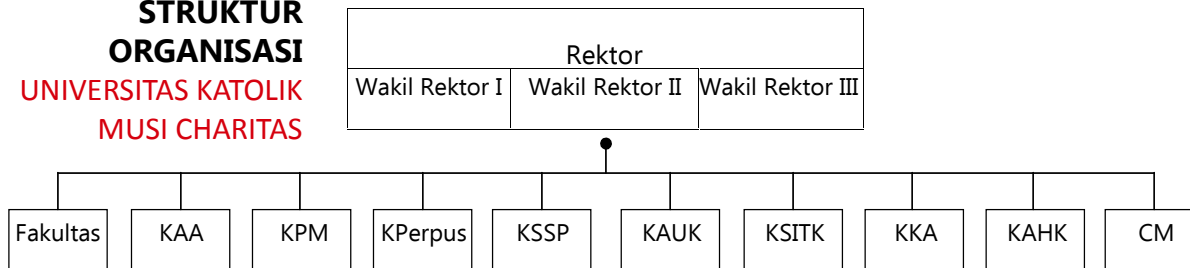 STRUKTUR
ORGANISASI
UNIVERSITAS KATOLIK
MUSI CHARITAS
Rektor
Wakil Rektor I
Wakil Rektor II
Wakil Rektor III
Fakultas
KAA
KPM
KPerpus
KSSP
KAUK
KSITK
KKA
KAHK
CM